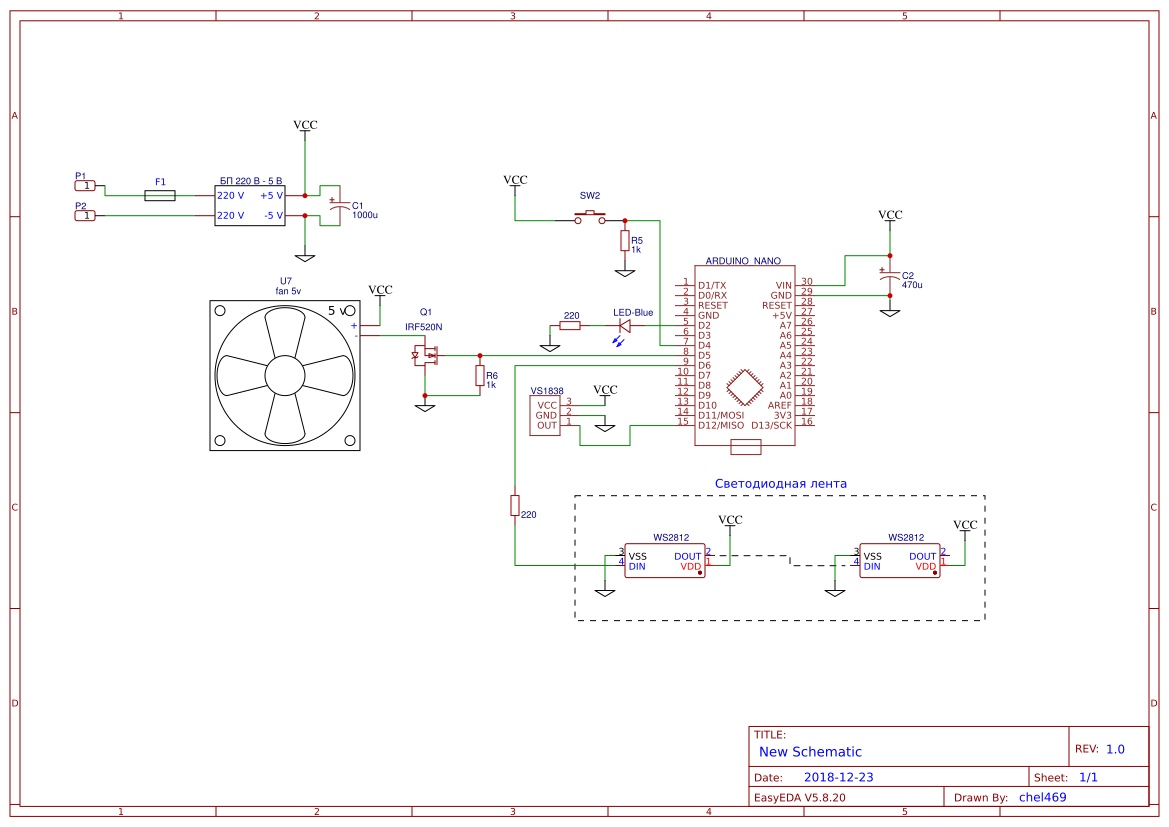 1 2 3 4 5
A A
B B
C C
D D
VCC
P1
1
P2
1
F1
БП 220 В - 5 В
220 V +5 V
220 V -5 V
C1
1000u
+
U7
fan 5v
5 v
+
-
VCC
Q1
IRF520N
R6
1k
VCC
SW2
R5
1k
220
LED-Blue
VS1838
VCC 3
GND 2
OUT 1
VCC
ARDUINO_NANO
1 D1/TX VIN 30
2 D0/RX GND 29
3 RESET RESET 28
4 GND +5V 27
5 D2 A7 26
6 D3 A6 25
7 D4 A5 24
8 D5 A4 23
9 D6 A3 22
10 D7 A2 21
11 D8 A1 20
12 D9 A0 19
13 D10 AREF 18
14 D11/MOSI 3V3 17
15 D12/MISO D13/SCK 16
VCC
+
C2
470u
220
Светодиодная лента
WS2812
3 VSS DOUT 2
4 DIN VDD 1
VCC
WS2812
3 VSS DOUT 2
4 DIN VDD 1
VCC
TITLE:
New Schematic
REV: 1.0
Date: 2018-12-23
Sheet: 1/1
EasyEDA V5.8.20
Drawn By: chel469
1 2 3 4 5